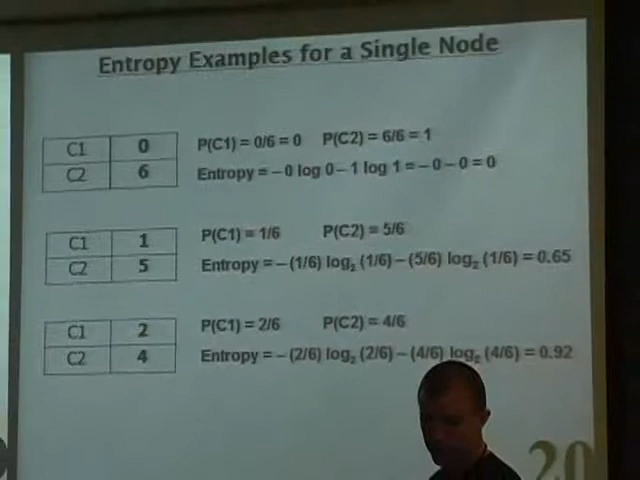 Entropy Examples for a Single Node
C1 0 P(C1) = 0/6 = 0 P(C2) = 6/6 = 1
C2 6 Entropy = – 0 log 0 – 1 log 1 = – 0 – 0 = 0
C1 1 P(C1) = 1/6 P(C2) = 5/6
C2 5 Entropy = – (1/6) log₂ (1/6) – (5/6) log₂ (1/6) = 0.65
C1 2 P(C1) = 2/6 P(C2) = 4/6
C2 4 Entropy = – (2/6) log₂ (2/6) – (4/6) log₂ (4/6) = 0.92
20